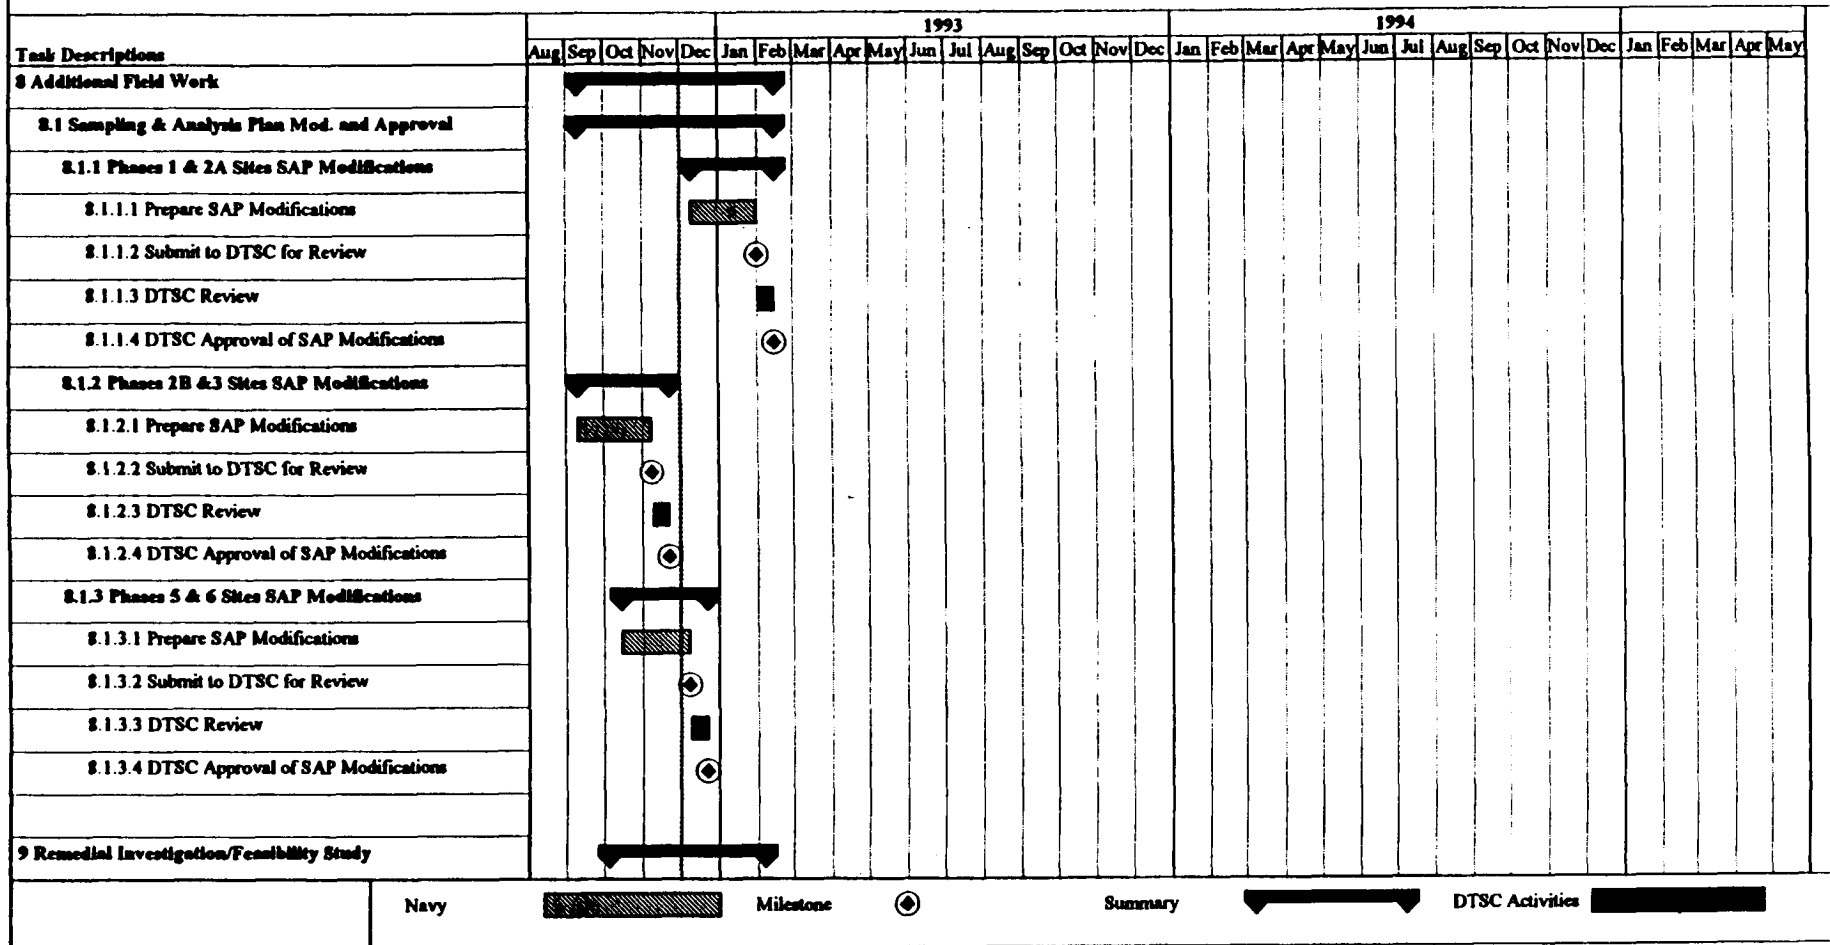 1993 1994
Task Descriptions Aug Sep Oct Nov Dec Jan Feb Mar Apr May Jun Jul Aug Sep Oct Nov Dec Jan Feb Mar Apr May Jun Jul Aug Sep Oct Nov Dec Jan Feb Mar Apr May
8 Additional Field Work
8.1 Sampling & Analysis Plan Mod. and Approval
8.1.1 Phases 1 & 2A Sites SAP Modifications
8.1.1.1 Prepare SAP Modifications
8.1.1.2 Submit to DTSC for Review
8.1.1.3 DTSC Review
8.1.1.4 DTSC Approval of SAP Modifications
8.1.2 Phases 2B &3 Sites SAP Modifications
8.1.2.1 Prepare SAP Modifications
8.1.2.2 Submit to DTSC for Review
8.1.2.3 DTSC Review
8.1.2.4 DTSC Approval of SAP Modifications
8.1.3 Phases 5 & 6 Sites SAP Modifications
8.1.3.1 Prepare SAP Modifications
8.1.3.2 Submit to DTSC for Review
8.1.3.3 DTSC Review
8.1.3.4 DTSC Approval of SAP Modifications
9 Remedial Investigation/Feasibility Study
Navy Milestone Summary DTSC Activities